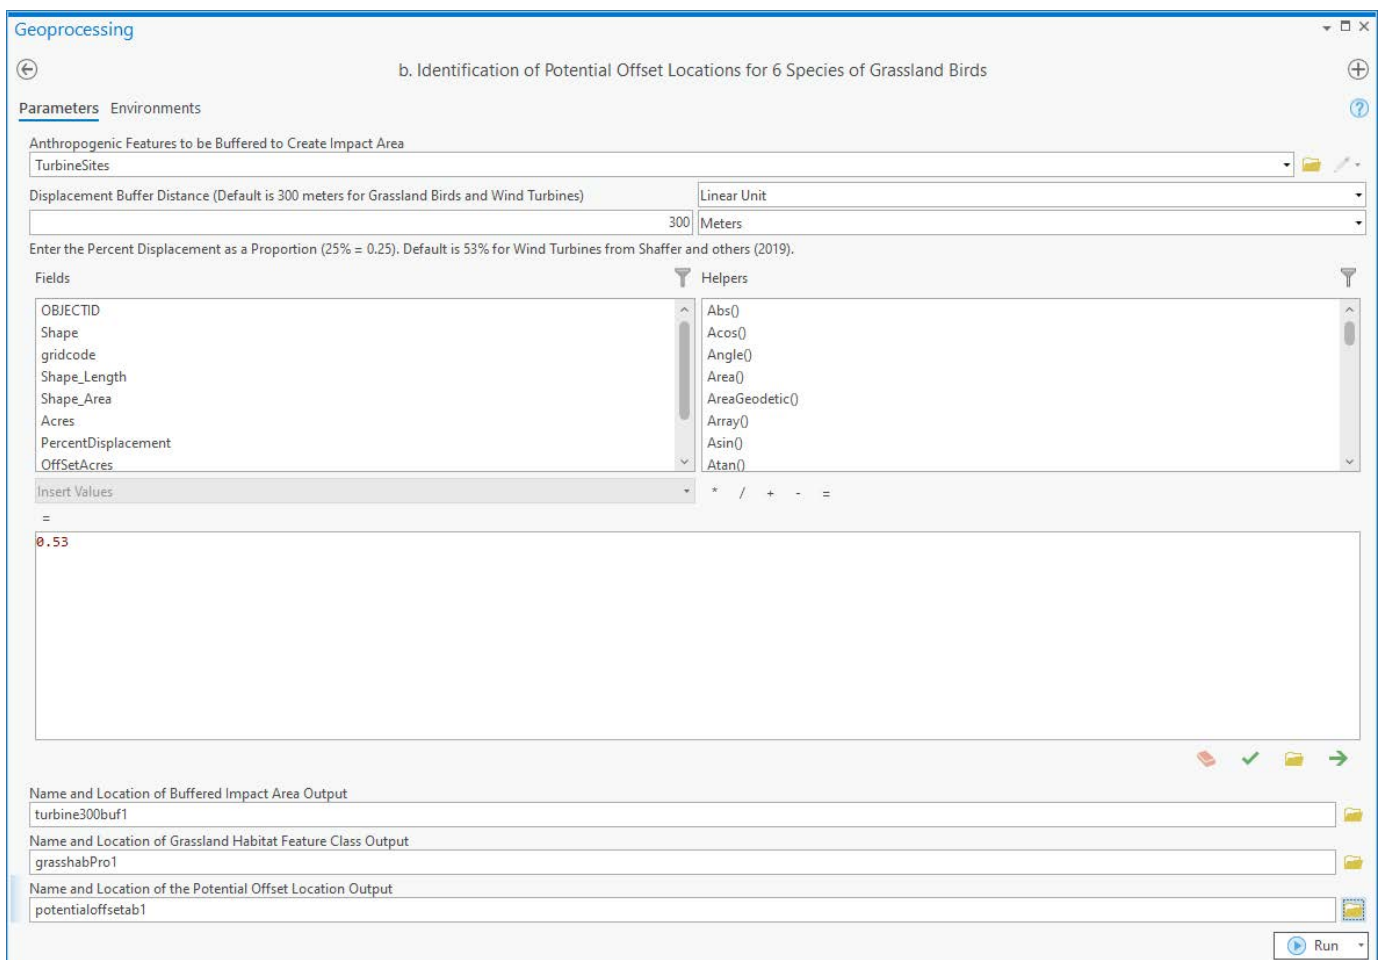 Geoprocessing
b. Identification of Potential Offset Locations for 6 Species of Grassland Birds
Parameters Environments
Anthropogenic Features to be Buffered to Create Impact Area
TurbineSites
Displacement Buffer Distance (Default is 300 meters for Grassland Birds and Wind Turbines) Linear Unit
300 Meters
Enter the Percent Displacement as a Proportion (25% = 0.25). Default is 53% for Wind Turbines from Shaffer and others (2019).
Fields Helpers
OBJECTID Abs()
Shape Acos()
gridcode Angle()
Shape_Length Area()
Shape_Area AreaGeodetic()
Acres Array()
PercentDisplacement Asin()
OffSetAcres Atan()
Insert Values * / + - =
=
0.53
Name and Location of Buffered Impact Area Output
turbine300buf1
Name and Location of Grassland Habitat Feature Class Output
grasshabPro1
Name and Location of the Potential Offset Location Output
potentialoffsetab1
Run